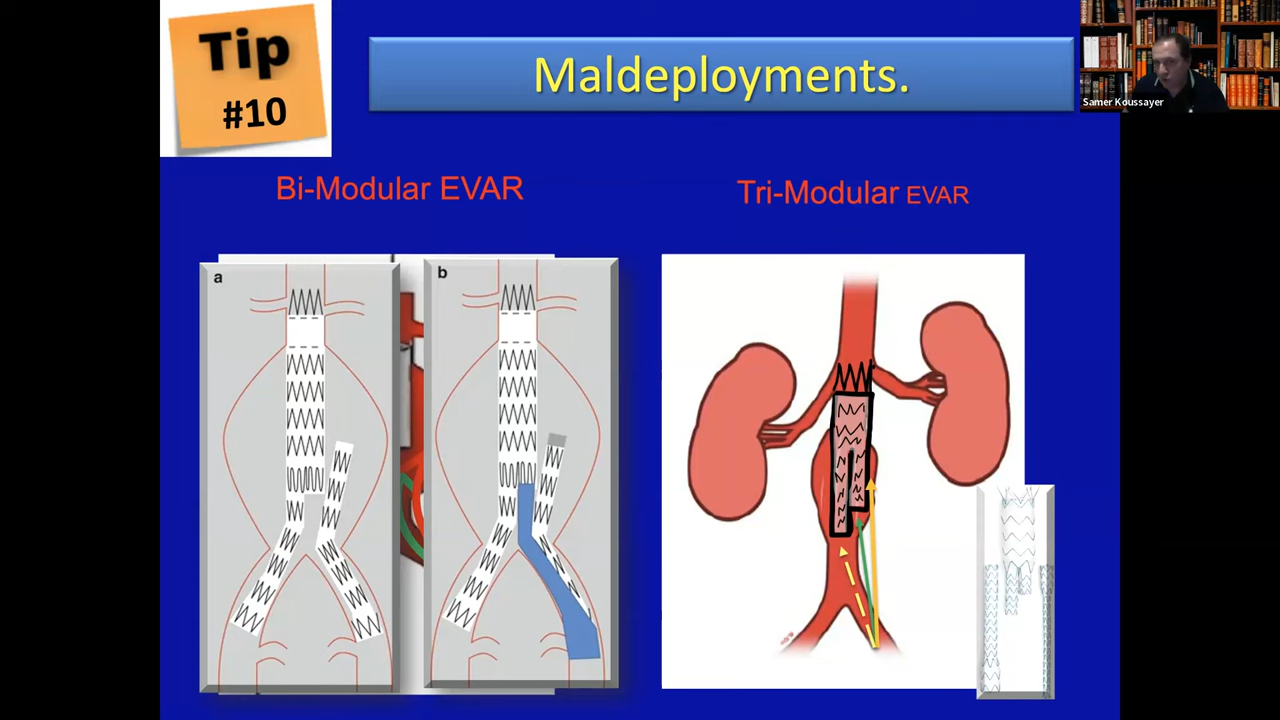 Tip
#10
Maldeployments.
Samer Koussayer
Bi-Modular EVAR
Tri-Modular EVAR
a
b